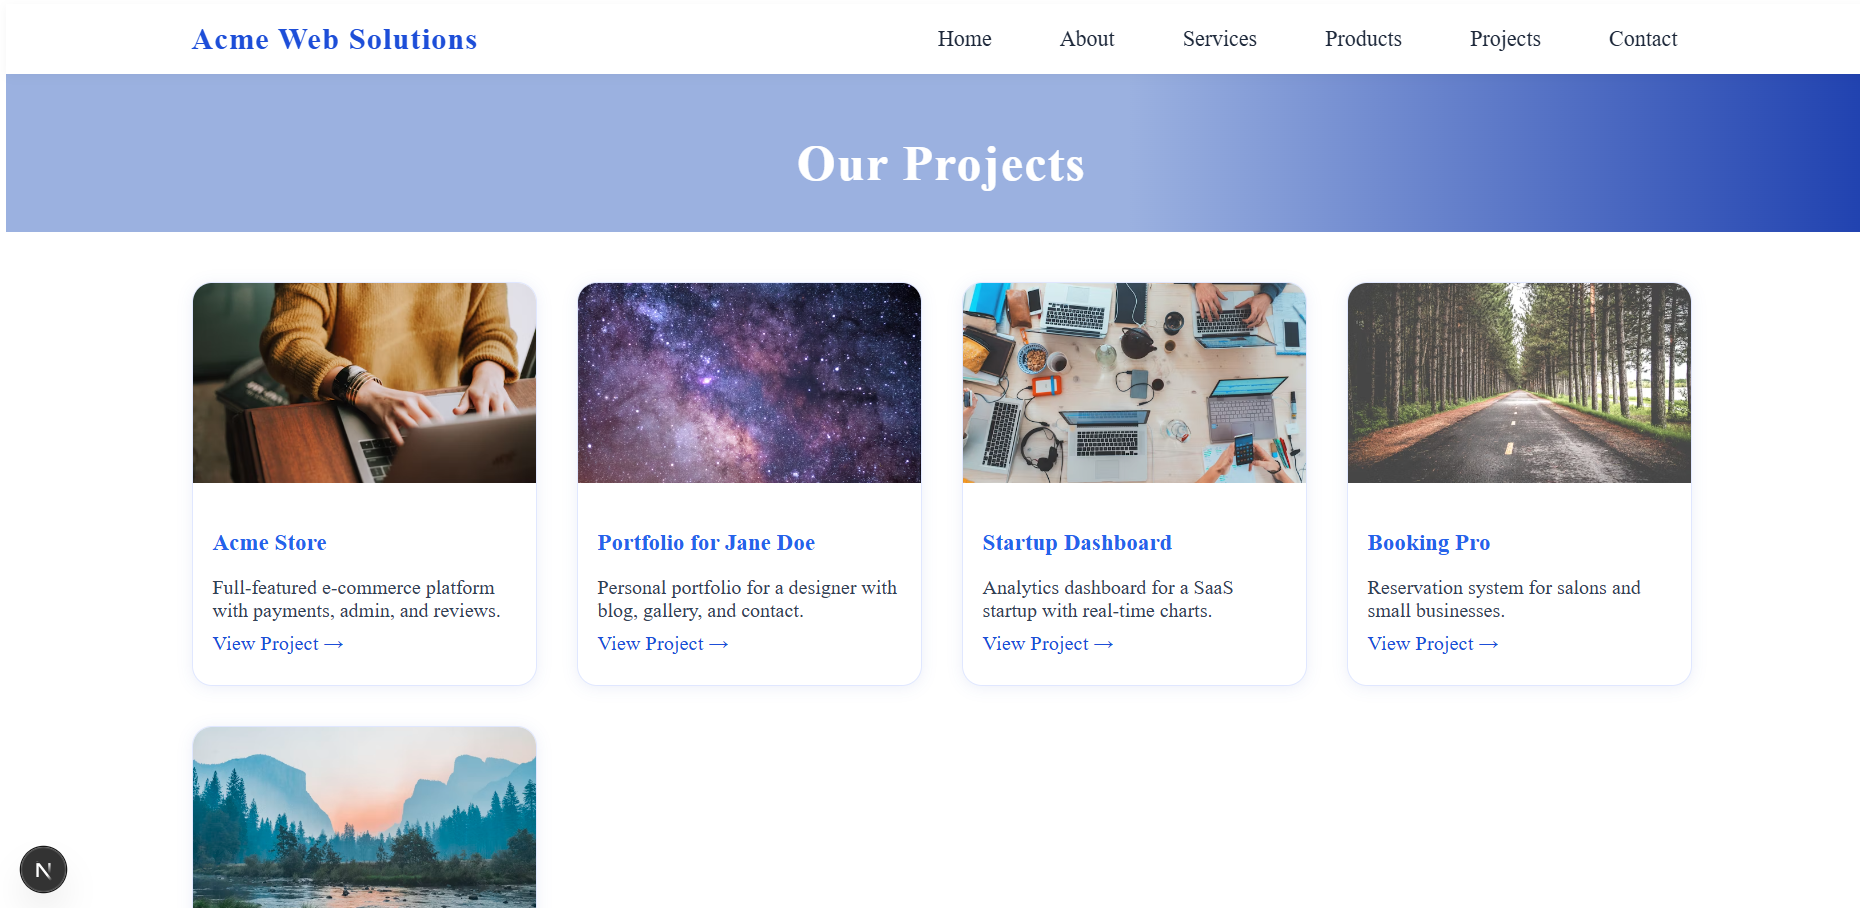 Acme Web Solutions
Home
About
Services
Products
Projects
Contact
Our Projects
Acme Store
Full-featured e-commerce platform
with payments, admin, and reviews.
View Project →
Portfolio for Jane Doe
Personal portfolio for a designer with
blog, gallery, and contact.
View Project →
Startup Dashboard
Analytics dashboard for a SaaS
startup with real-time charts.
View Project →
Booking Pro
Reservation system for salons and
small businesses.
View Project →
N